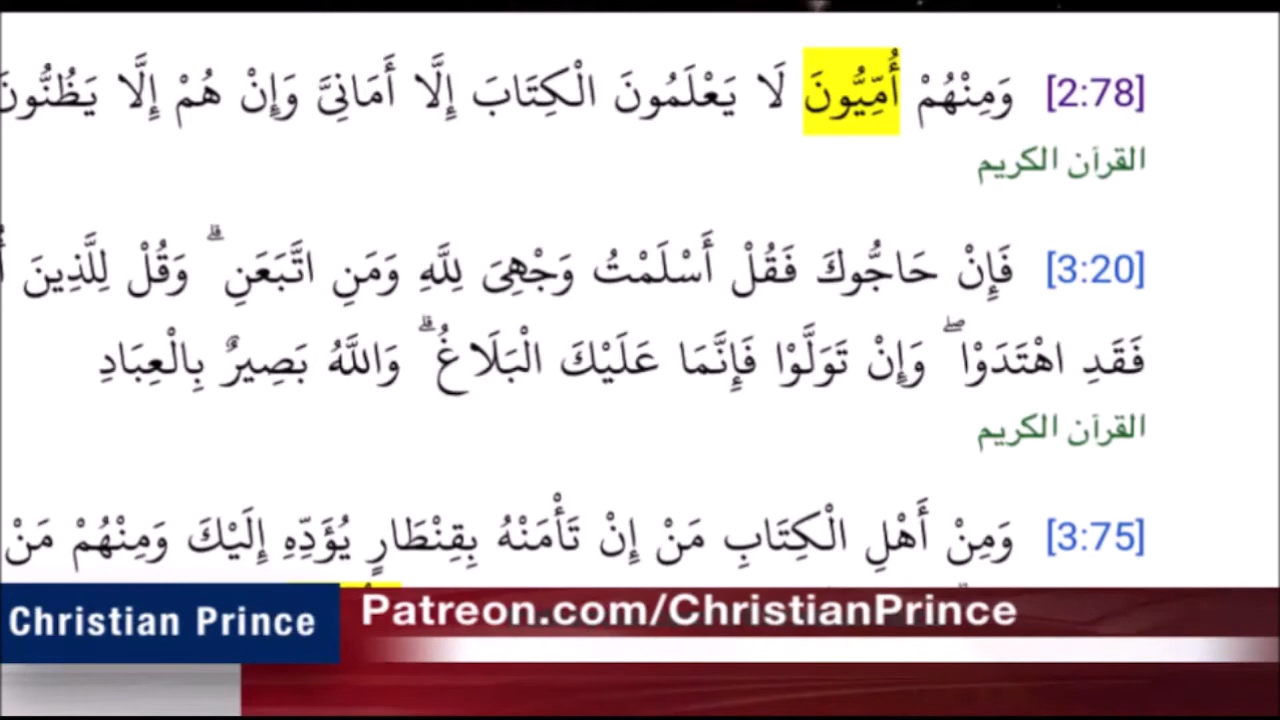 [2:78] وَمِنْهُمْ أُمِّيُّونَ لَا يَعْلَمُونَ الْكِتَابَ إِلَّا أَمَانِىَّ وَإِنْ هُمْ إِلَّا يَظُنُّونَ
القرآن الكريم
[3:20] فَإِنْ حَاجُّوكَ فَقُلْ أَسْلَمْتُ وَجْهِىَ لِلَّهِ وَمَنِ اتَّبَعَنِ ۗ وَقُلْ لِلَّذِينَ
فَقَدِ اهْتَدَوْا ۖ وَإِنْ تَوَلَّوْا فَإِنَّمَا عَلَيْكَ الْبَلَاغُ ۗ وَاللَّهُ بَصِيرٌ بِالْعِبَادِ
القرآن الكريم
[3:75] وَمِنْ أَهْلِ الْكِتَابِ مَنْ إِنْ تَأْمَنْهُ بِقِنْطَارٍ يُؤَدِّهِ إِلَيْكَ وَمِنْهُمْ مَنْ
Patreon.com/ChristianPrince
Christian Prince